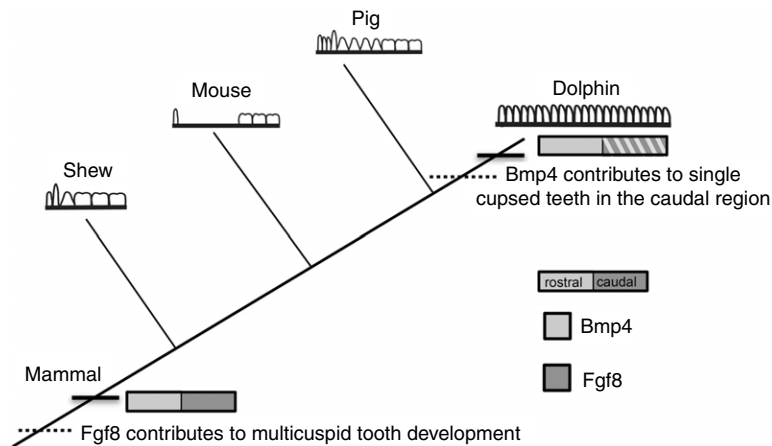 Pig
Dolphin
Mouse
Bmp4 contributes to single
cupsed teeth in the caudal region
Shew
rostral caudal
Bmp4
Mammal
Fgf8
Fgf8 contributes to multicuspid tooth development